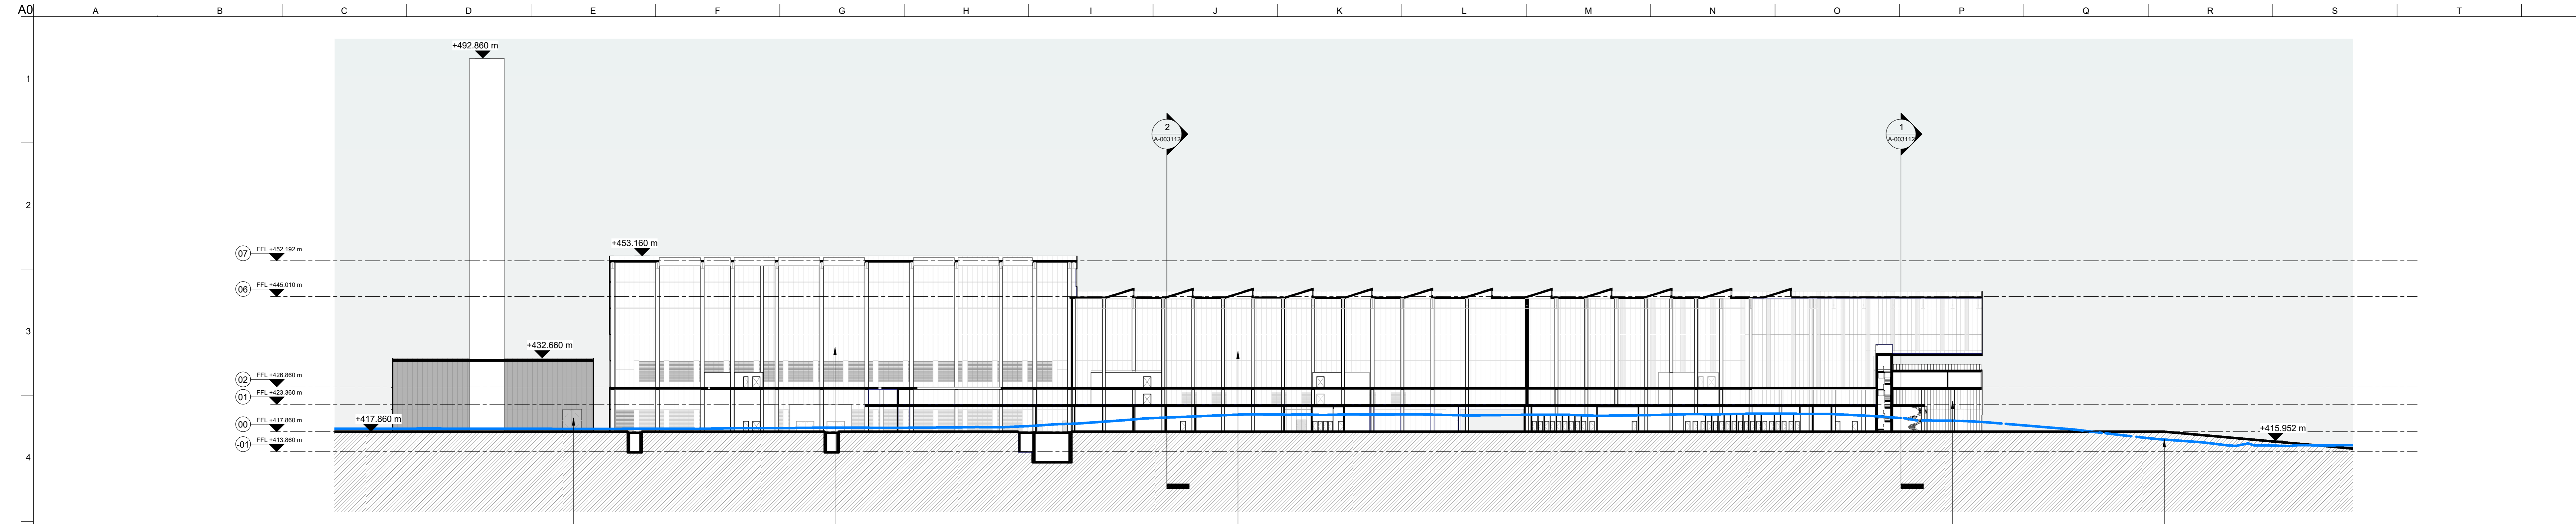 A0 A B C D E F G H I J K L M N O P Q R S T
+492.860 m
1
2
A-003112
1
A-003112
2
+453.160 m
07 FFL +452.192 m
06 FFL +445.010 m
3
+432.660 m
02 FFL +426.860 m
01 FFL +423.360 m
00 FFL +417.860 m
+417.860 m
-01 FFL +413.860 m
+415.952 m
4